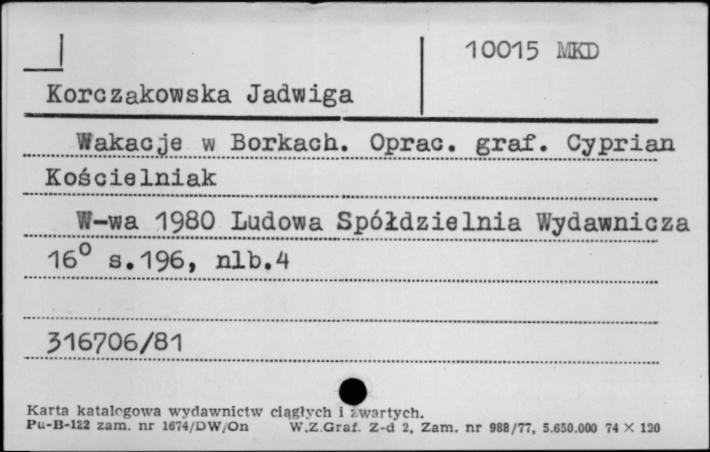 10015 MKD
Korczakowska Jadwiga
Wakacje w Borkach. Oprac. graf. Cyprian
Kościelniak
W-wa 1980 Ludowa Spółdzielnia Wydawnicza
16° s.196, nlb.4
316706/81
Karta katalogowa wydawnictw ciągłych i zwartych.
Pu-B-122 zam. nr 1674/DW/On W.Z.Graf. Z-d 2, Zam. nr 988/77, 5.650.000 74 × 120